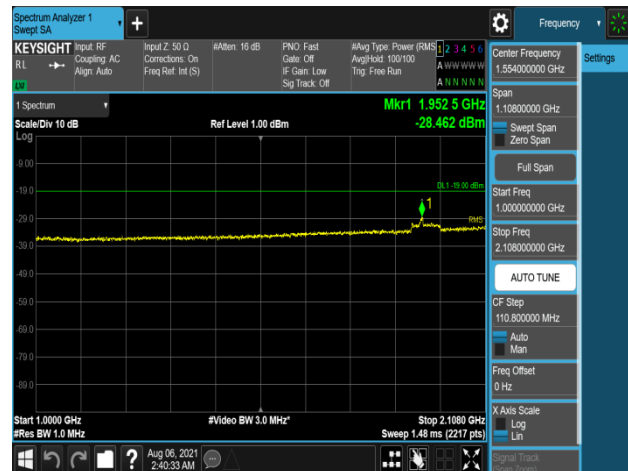 Spectrum Analyzer 1
Swept SA
+
Frequency
KEYSIGHT
RL
LXI
Input: RF
Coupling: AC
Align: Auto
Input Z: 50 Ω
Corrections: On
Freq Ref: Int (S)
#Atten: 16 dB
PNO: Fast
Gate: Off
IF Gain: Low
Sig Track: Off
#Avg Type: Power (RMS
Avg|Hold: 100/100
Trig: Free Run
1 2 3 4 5 6
A W W W W W
A N N N N N
1 Spectrum
Scale/Div 10 dB
Log
Ref Level 1.00 dBm
Mkr1 1.952 5 GHz
-28.462 dBm
-9.00
-19.0
-29.0
-39.0
-49.0
-59.0
-69.0
-79.0
-89.0
DL1 -19.00 dBm
1
RMS
Start 1.0000 GHz
#Res BW 1.0 MHz
#Video BW 3.0 MHz*
Stop 2.1080 GHz
Sweep 1.48 ms (2217 pts)
Center Frequency
1.554000000 GHz
Span
1.10800000 GHz
Swept Span
Zero Span
Full Span
Start Freq
1.000000000 GHz
Stop Freq
2.108000000 GHz
AUTO TUNE
CF Step
110.800000 MHz
Auto
Man
Freq Offset
0 Hz
X Axis Scale
Log
Lin
Signal Track
(Span Zoom)
Settings
?
Aug 06, 2021
2:40:33 AM